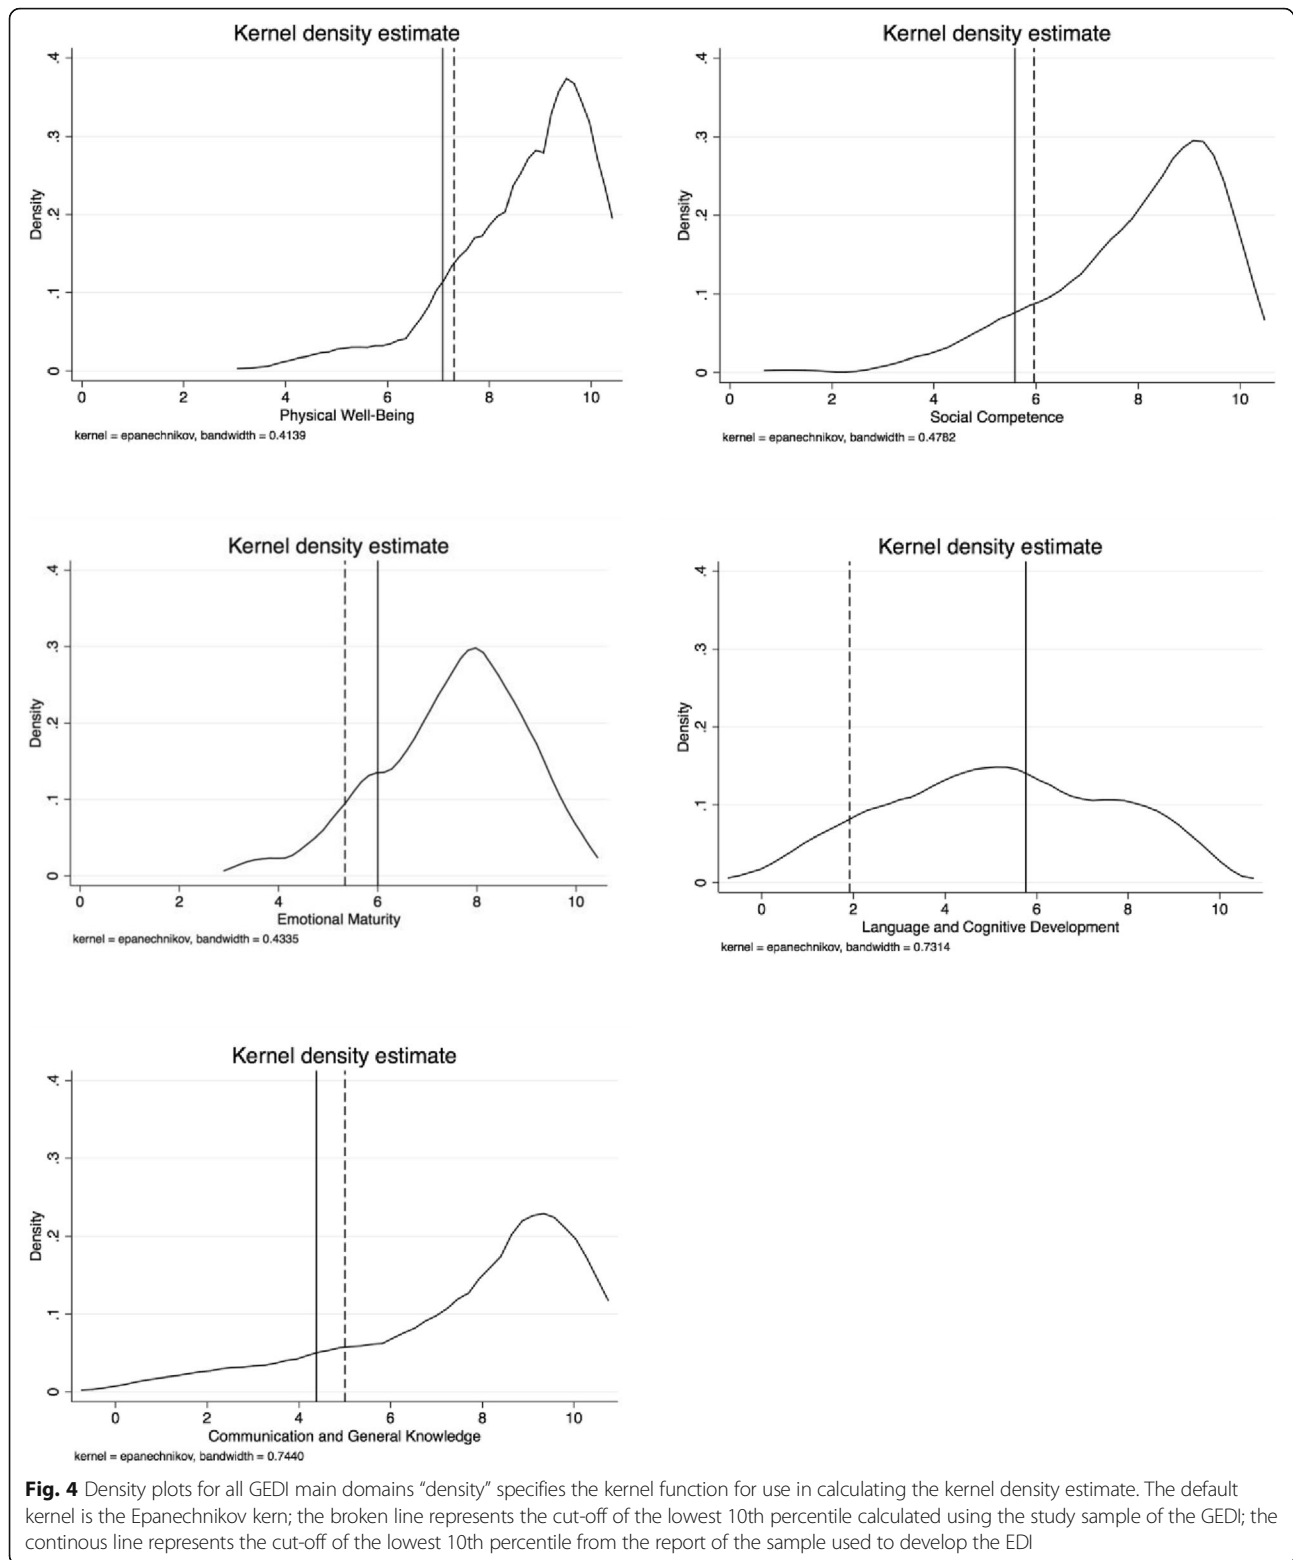 Kernel density estimate
.4
.3
.2
.1
0
Density
0 2 4 6 8 10
Physical Well-Being
kernel = epanechnikov, bandwidth = 0.4139
Kernel density estimate
.4
.3
.2
.1
0
Density
0 2 4 6 8 10
Social Competence
kernel = epanechnikov, bandwidth = 0.4782
Kernel density estimate
.4
.3
.2
.1
0
Density
0 2 4 6 8 10
Emotional Maturity
kernel = epanechnikov, bandwidth = 0.4335
Kernel density estimate
.4
.3
.2
.1
0
Density
0 2 4 6 8 10
Language and Cognitive Development
kernel = epanechnikov, bandwidth = 0.7314
Kernel density estimate
.4
.3
.2
.1
0
Density
0 2 4 6 8 10
Communication and General Knowledge
kernel = epanechnikov, bandwidth = 0.7440
Fig. 4 Density plots for all GEDI main domains “density” specifies the kernel function for use in calculating the kernel density estimate. The default
kernel is the Epanechnikov kern; the broken line represents the cut-off of the lowest 10th percentile calculated using the study sample of the GEDI; the
continous line represents the cut-off of the lowest 10th percentile from the report of the sample used to develop the EDI